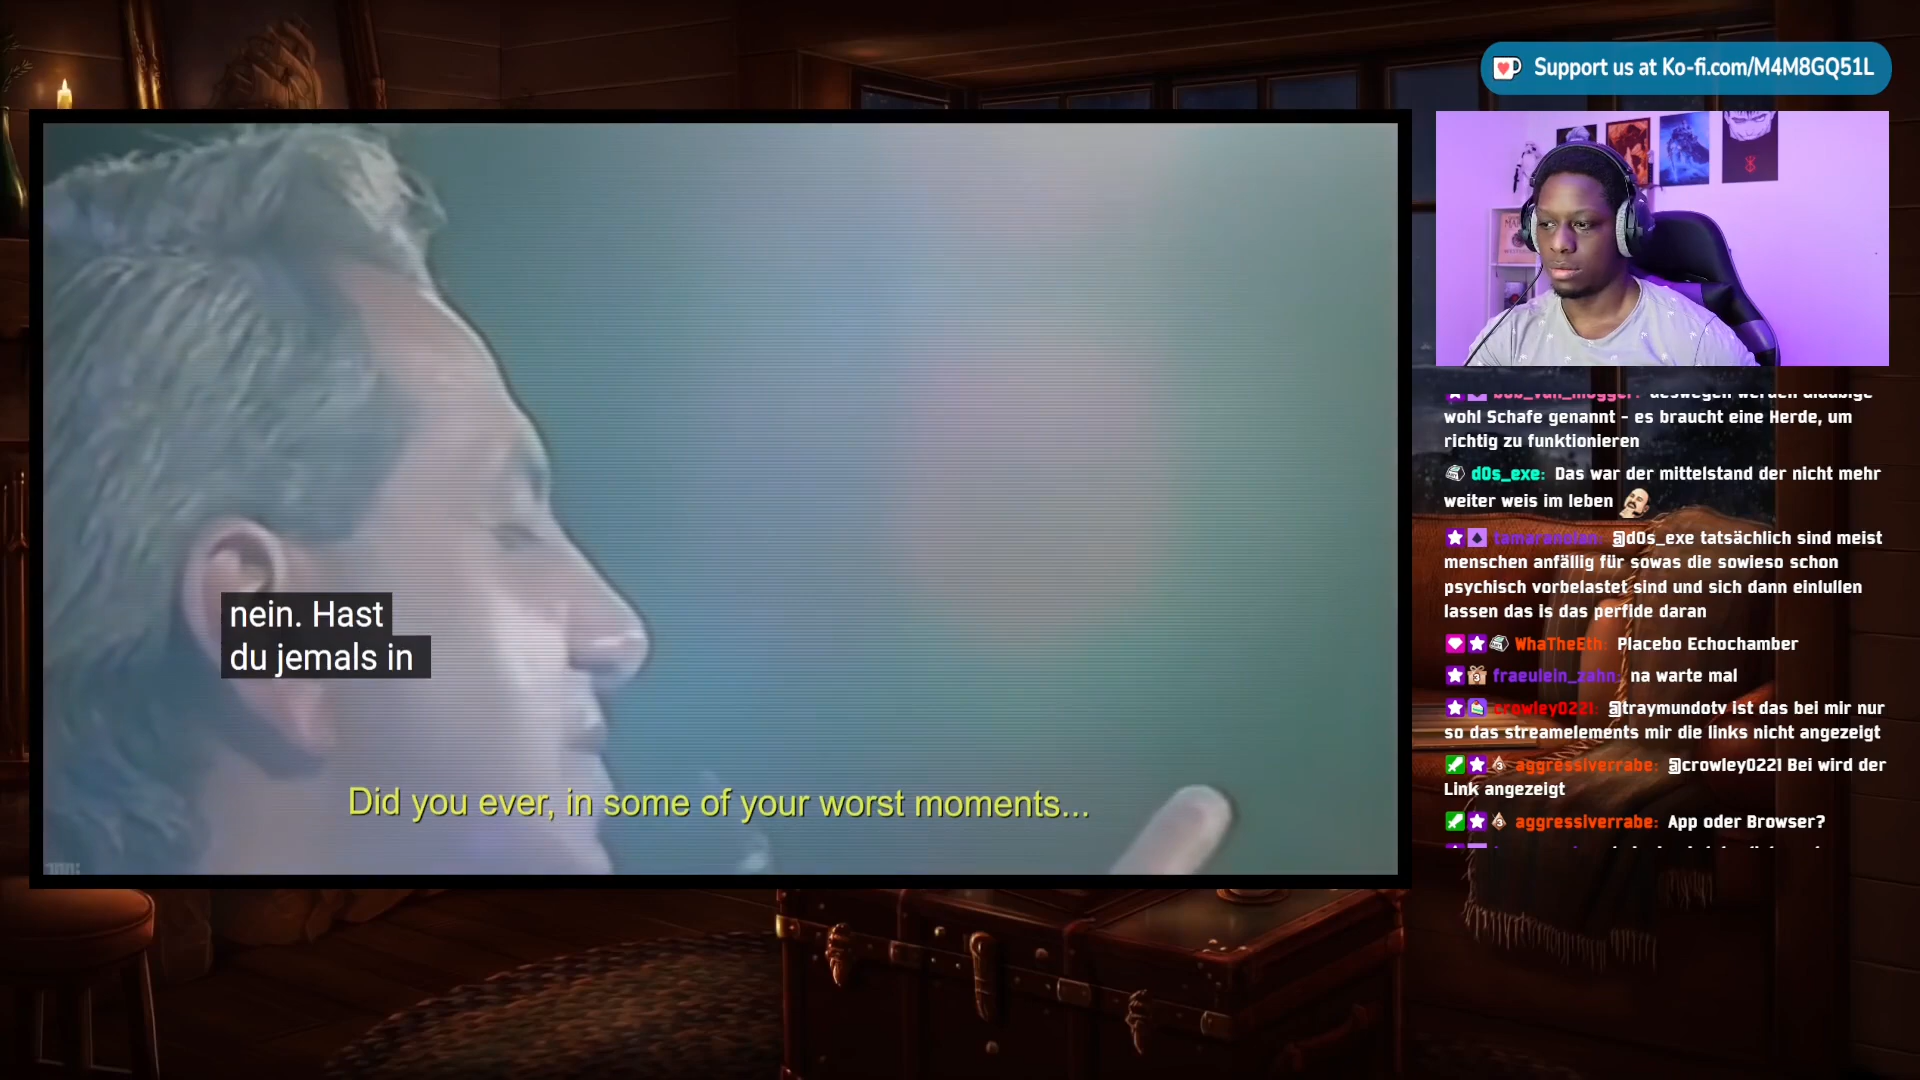 Support us at Ko-fi.com/M4M8GQ51L
nein. Hast
du jemals in
Did you ever, in some of your worst moments...
wohl Schafe genannt - es braucht eine Herde, um
richtig zu funktionieren
d0s_exe: Das war der mittelstand der nicht mehr
weiter weis im leben
tamaranolan: @d0s_exe tatsächlich sind meist
menschen anfällig für sowas die sowieso schon
psychisch vorbelastet sind und sich dann einlullen
lassen das is das perfide daran
WhaTheEth: Placebo Echochamber
fraeulein_zahn: na warte mal
crowley0221: @traymundotv ist das bei mir nur
so das streamelements mir die links nicht angezeigt
aggressiverrabe: @crowley0221 Bei wird der
Link angezeigt
aggressiverrabe: App oder Browser?